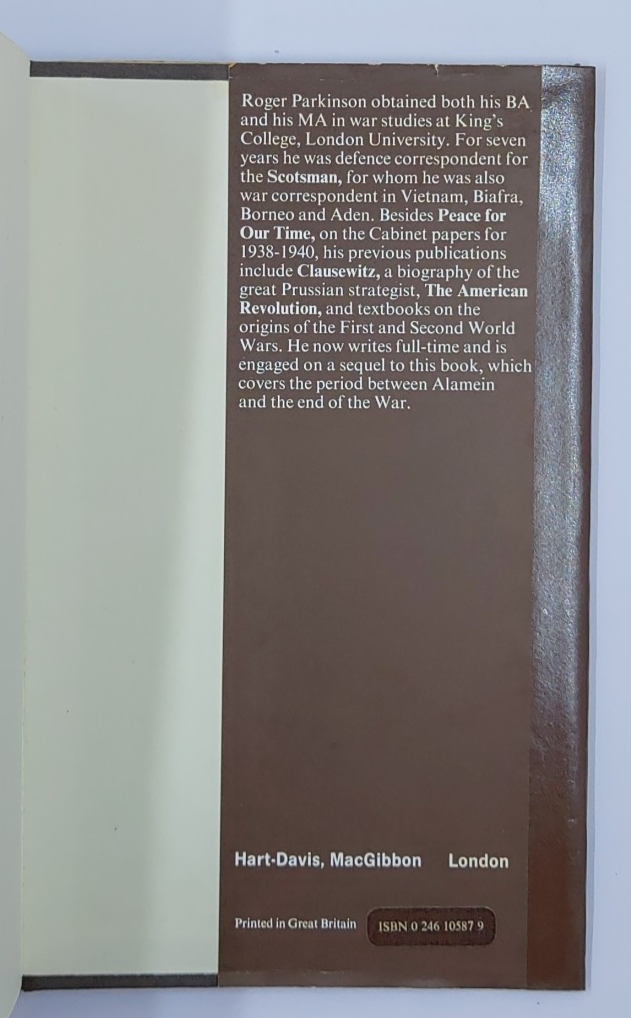 Roger Parkinson obtained both his BA
and his MA in war studies at King's
College, London University. For seven
years he was defence correspondent for
the Scotsman, for whom he was also
war correspondent in Vietnam, Biafra,
Borneo and Aden. Besides Peace for
Our Time, on the Cabinet papers for
1938-1940, his previous publications
include Clausewitz, a biography of the
great Prussian strategist, The American
Revolution, and textbooks on the
origins of the First and Second World
Wars. He now writes full-time and is
engaged on a sequel to this book, which
covers the period between Alamein
and the end of the War.
Hart-Davis, MacGibbon London
Printed in Great Britain ISBN 0 246 10587 9